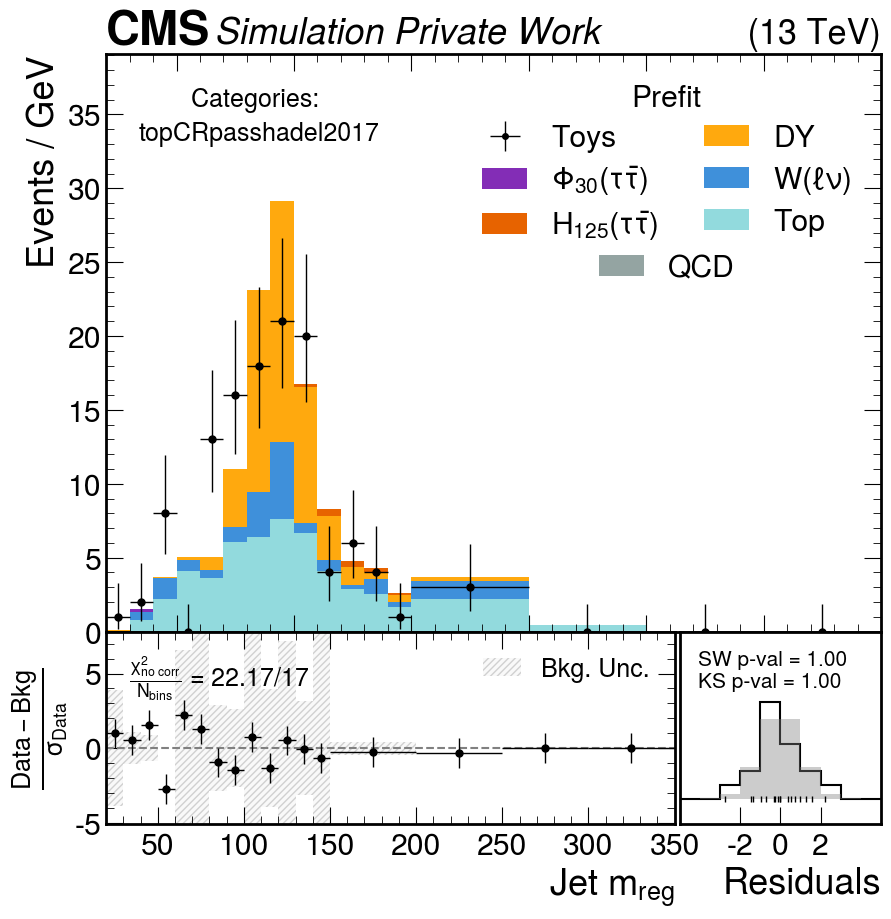 CMS Simulation Private Work (13 TeV)
Events / GeV
Categories:
topCRpasshadel2017
Prefit
Toys
Φ30(ττ̄)
H125(ττ̄)
DY
W(ℓν)
Top
QCD
35
30
25
20
15
10
5
0
Data – Bkg
σData
5
0
-5
χ²no corr
Nbins
= 22.17/17
Bkg. Unc.
50 100 150 200 250 300 350
Jet mreg
SW p-val = 1.00
KS p-val = 1.00
-2 0 2
Residuals